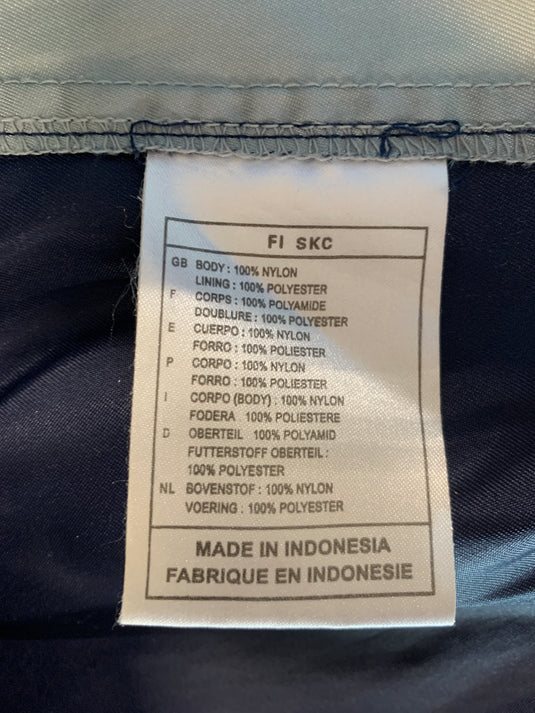 FI SKC
GB BODY : 100% NYLON
LINING : 100% POLYESTER
F CORPS : 100% POLYAMIDE
DOUBLURE : 100% POLYESTER
E CUERPO : 100% NYLON
FORRO : 100% POLIESTER
P CORPO : 100% NYLON
FORRO : 100% POLIESTER
I CORPO (BODY) : 100% NYLON
FODERA 100% POLIESTERE
D OBERTEIL 100% POLYAMID
FUTTERSTOFF OBERTEIL :
100% POLYESTER
NL BOVENSTOF : 100% NYLON
VOERING : 100% POLYESTER
MADE IN INDONESIA
FABRIQUE EN INDONESIE